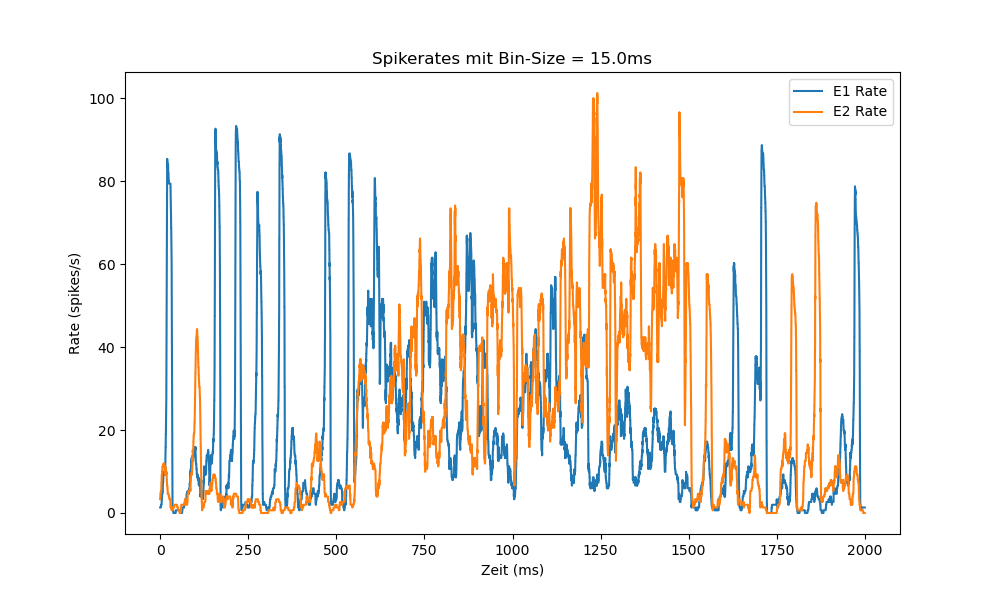 Spikerates mit Bin-Size = 15.0ms
E1 Rate
E2 Rate
Rate (spikes/s)
100
80
60
40
20
0
0 250 500 750 1000 1250 1500 1750 2000
Zeit (ms)